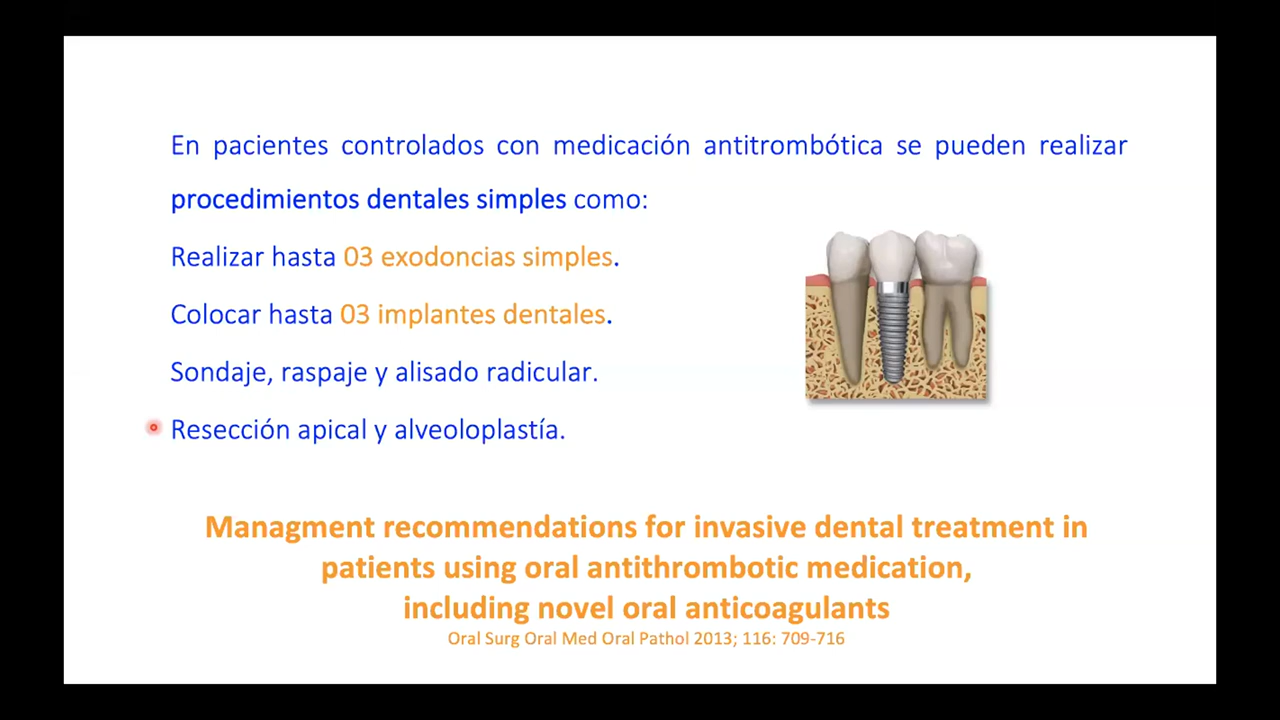 En pacientes controlados con medicación antitrombótica se pueden realizar
procedimientos dentales simples como:
Realizar hasta 03 exodoncias simples.
Colocar hasta 03 implantes dentales.
Sondaje, raspaje y alisado radicular.
Resección apical y alveoloplastía.
Managment recommendations for invasive dental treatment in
patients using oral antithrombotic medication,
including novel oral anticoagulants
Oral Surg Oral Med Oral Pathol 2013; 116: 709-716